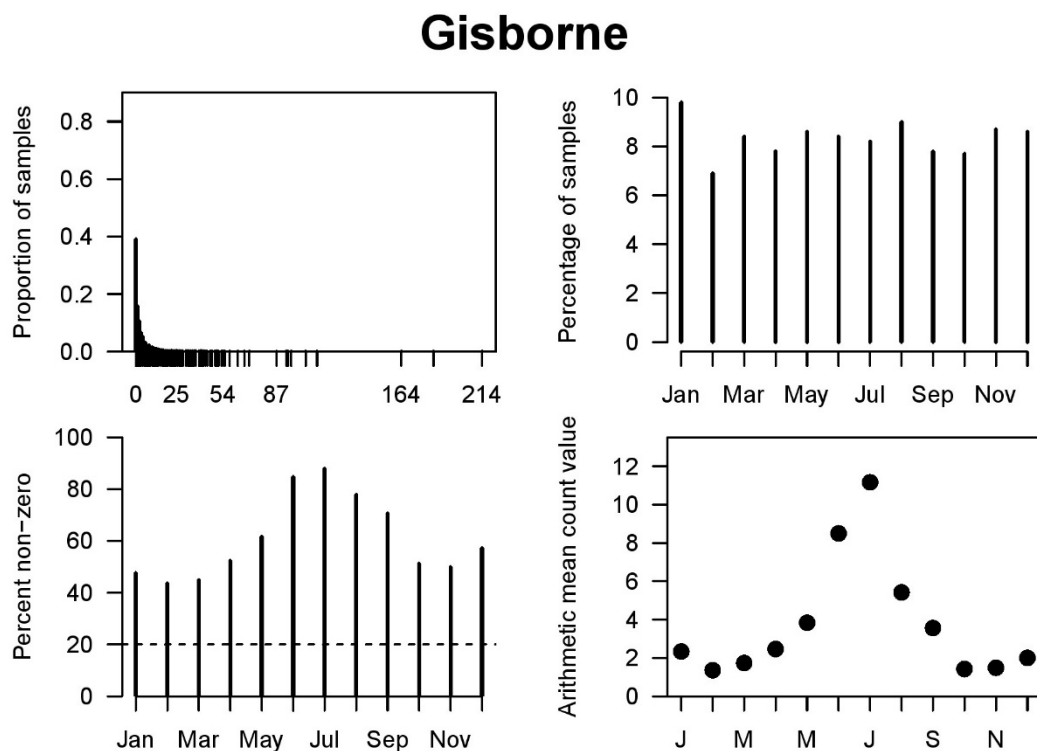 Gisborne
Proportion of samples
0.8
0.6
0.4
0.2
0.0
0 25 54 87 164 214
Percentage of samples
10
8
6
4
2
0
Jan Mar May Jul Sep Nov
Percent non-zero
100
80
60
40
20
0
Jan Mar May Jul Sep Nov
Arithmetic mean count value
12
10
8
6
4
2
0
J M M J S N